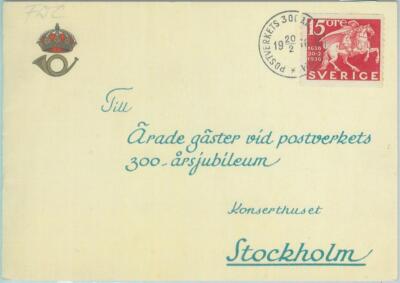 FDC
POSTVERKETS 300
19 20/2
15 ÖRE
1636
20-2
1936
SVERIGE
Till
Ärade gäster vid postverkets
300-årsjubileum
Konserthuset
Stockholm